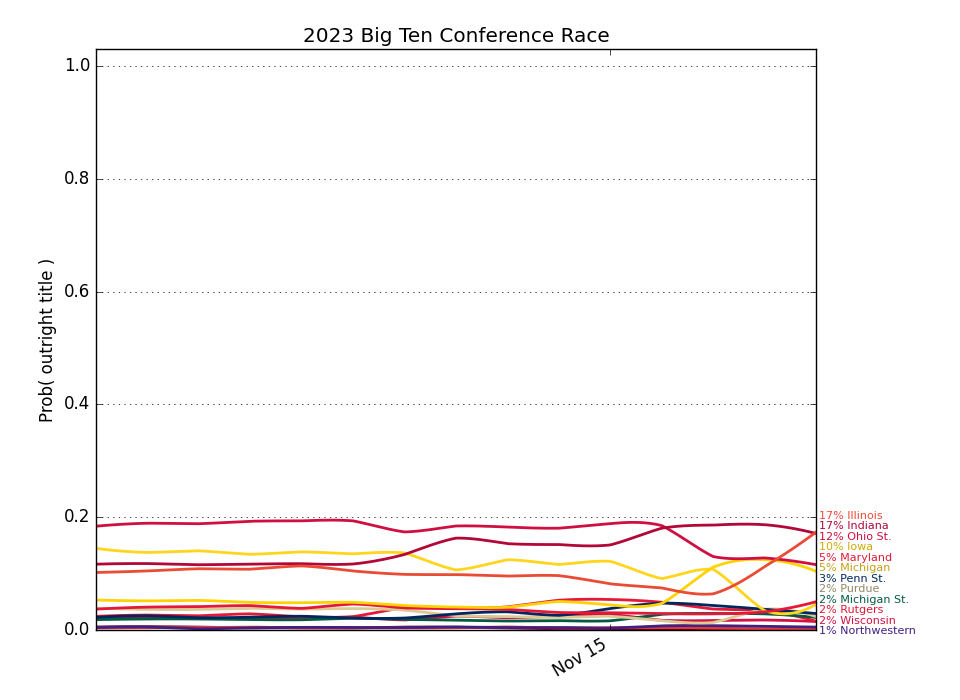 2023 Big Ten Conference Race
Prob( outright title )
1.0
0.8
0.6
0.4
0.2
0.0
Nov 15
17% Illinois
17% Indiana
12% Ohio St.
10% Iowa
5% Maryland
5% Michigan
3% Penn St.
2% Perdue
2% Michigan St.
2% Rutgers
2% Wisconsin
1% Northwestern